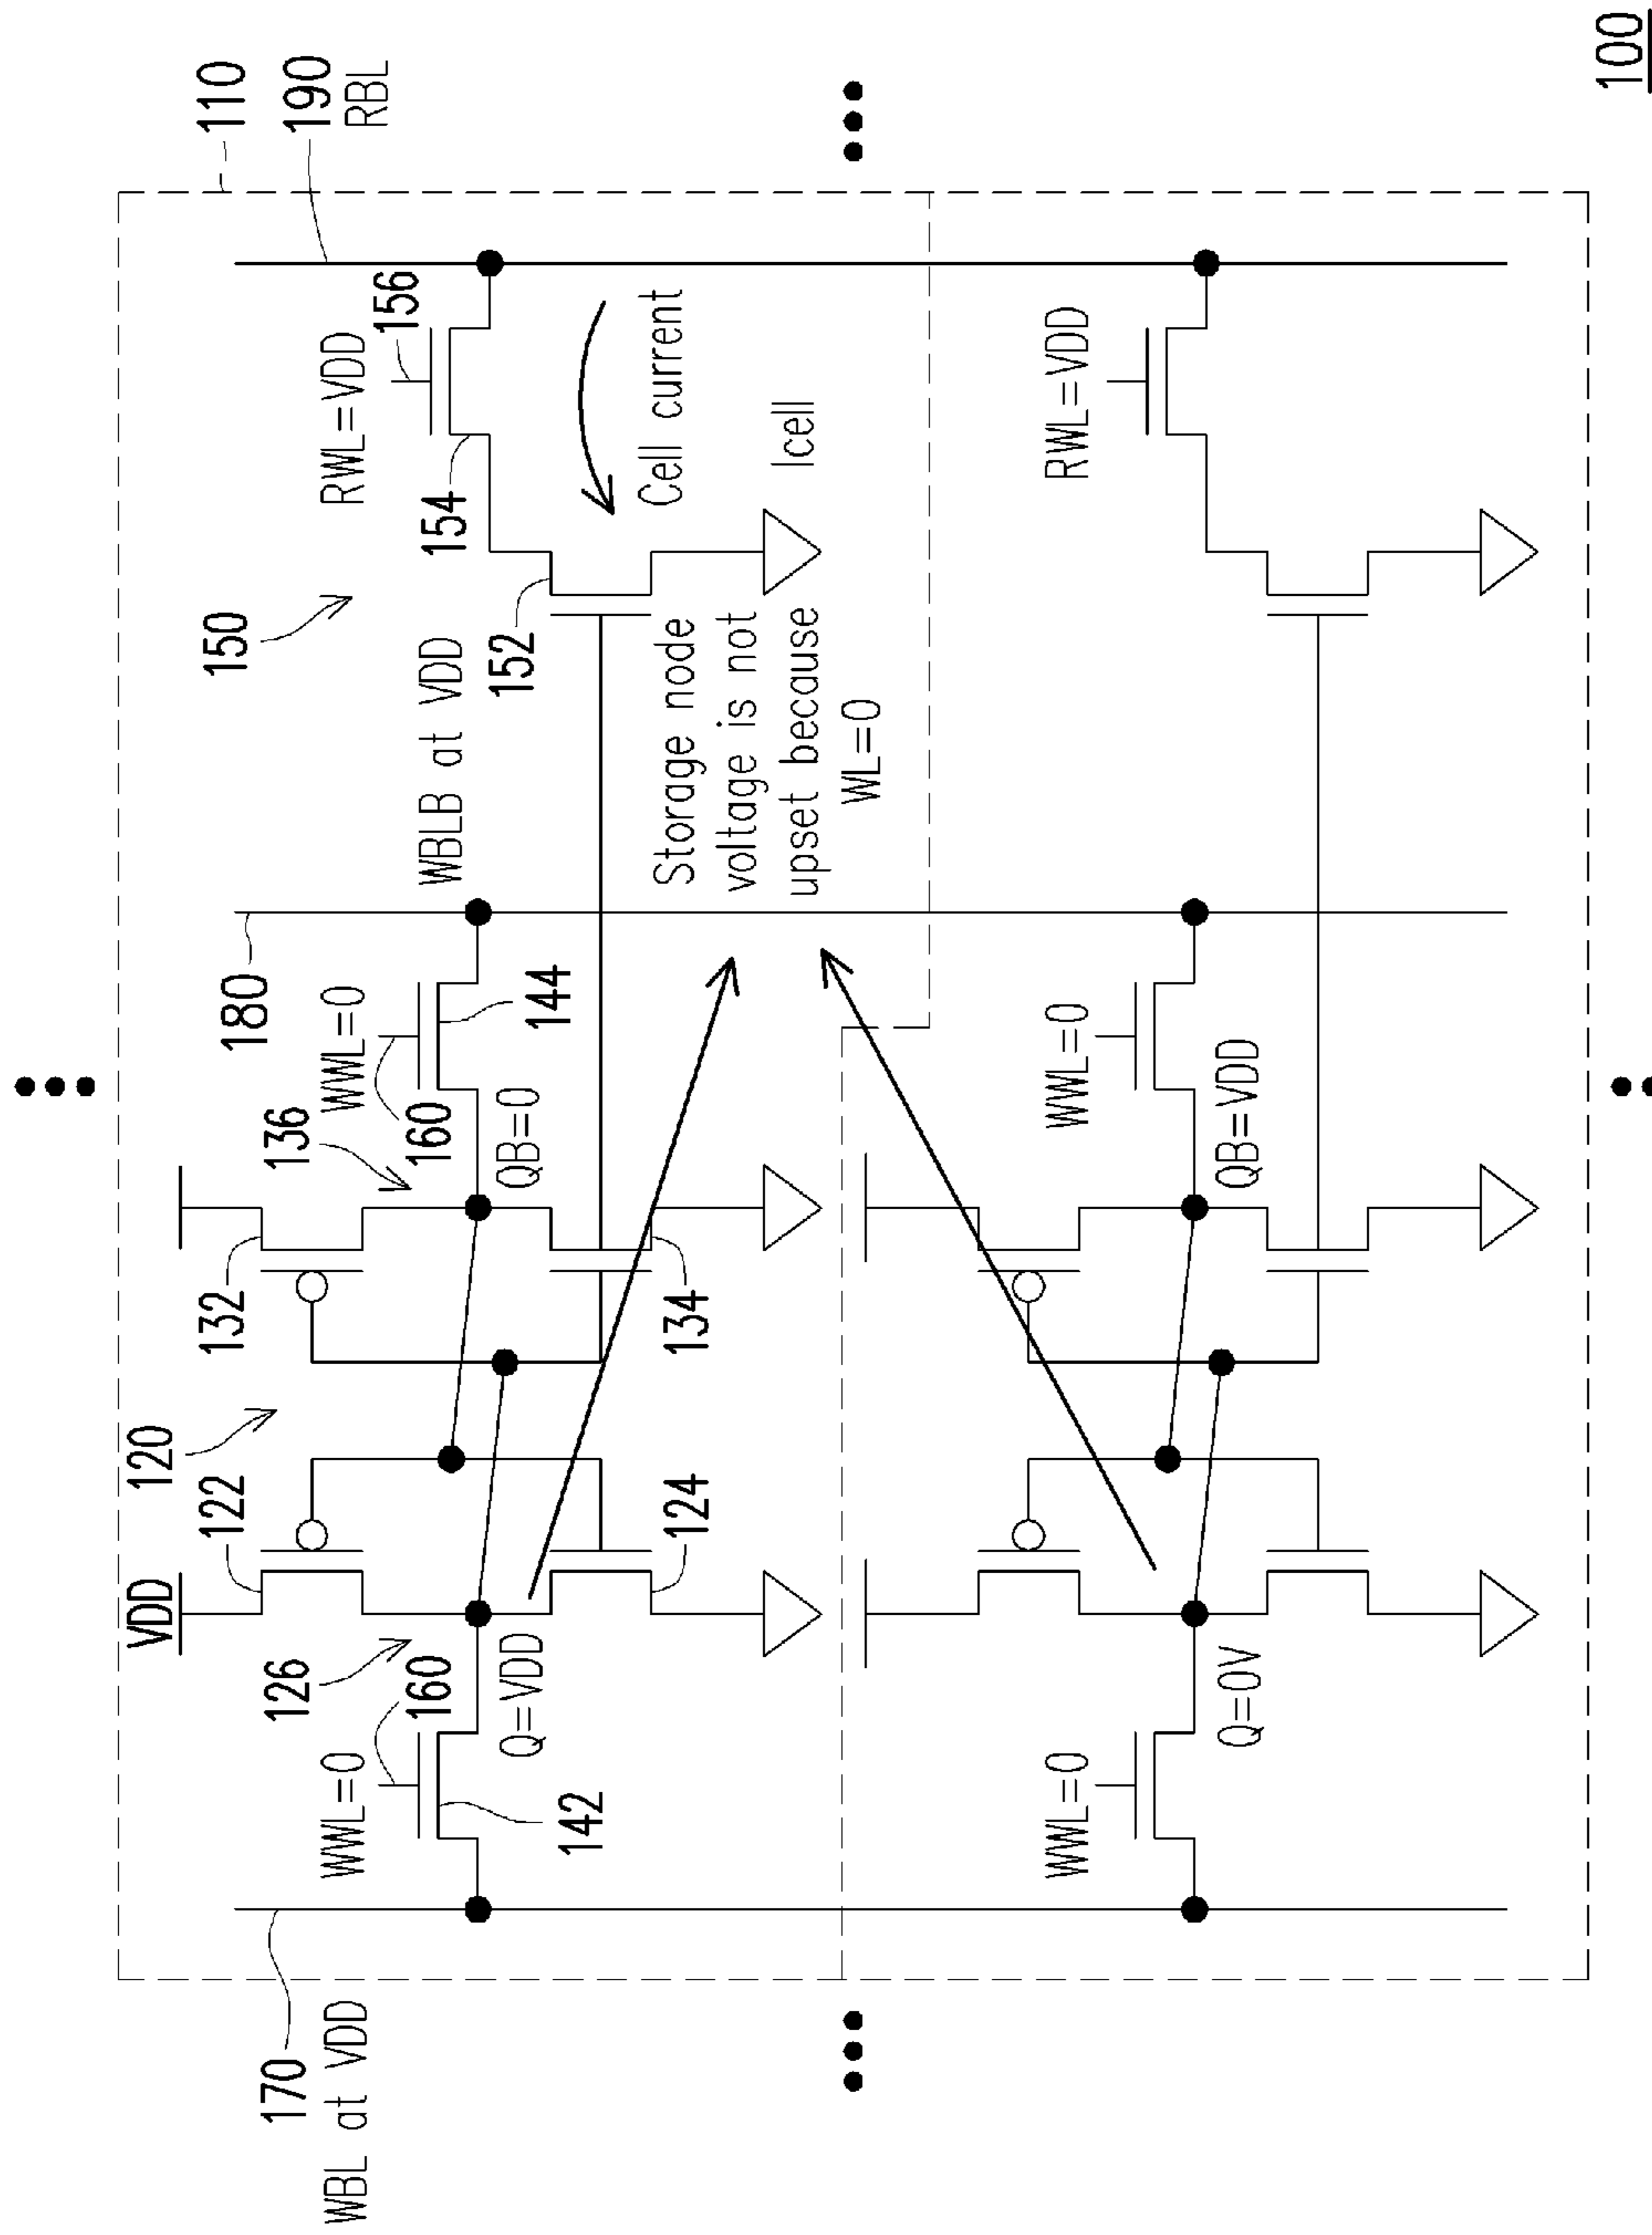 100
110
190
RBL
RWL=VDD
156
154
150
152
Cell current
Icell
WBLB at VDD
Storage node
voltage is not
upset because
WL=0
180
WWL=0
160
144
136
QB=0
132
134
120
VDD
122
124
126
WWL=0
160
142
Q=VDD
170
WBL at VDD
RWL=VDD
WWL=0
QB=VDD
WWL=0
Q=0V